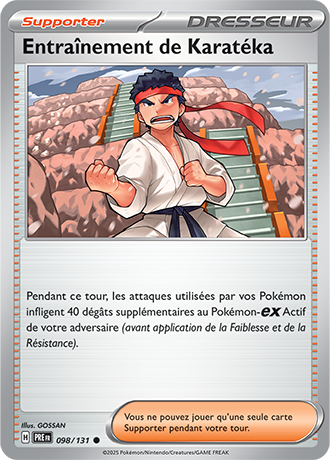 Supporter
DRESSEUR
Entraînement de Karatéka
Pendant ce tour, les attaques utilisées par vos Pokémon
infligent 40 dégâts supplémentaires au Pokémon-ex Actif
de votre adversaire (avant application de la Faiblesse et de la
Résistance).
Illus. GOSSAN
H PRE FR 098/131
Vous ne pouvez jouer qu'une seule carte
Supporter pendant votre tour.
©2025 Pokémon/Nintendo/Creatures/GAME FREAK